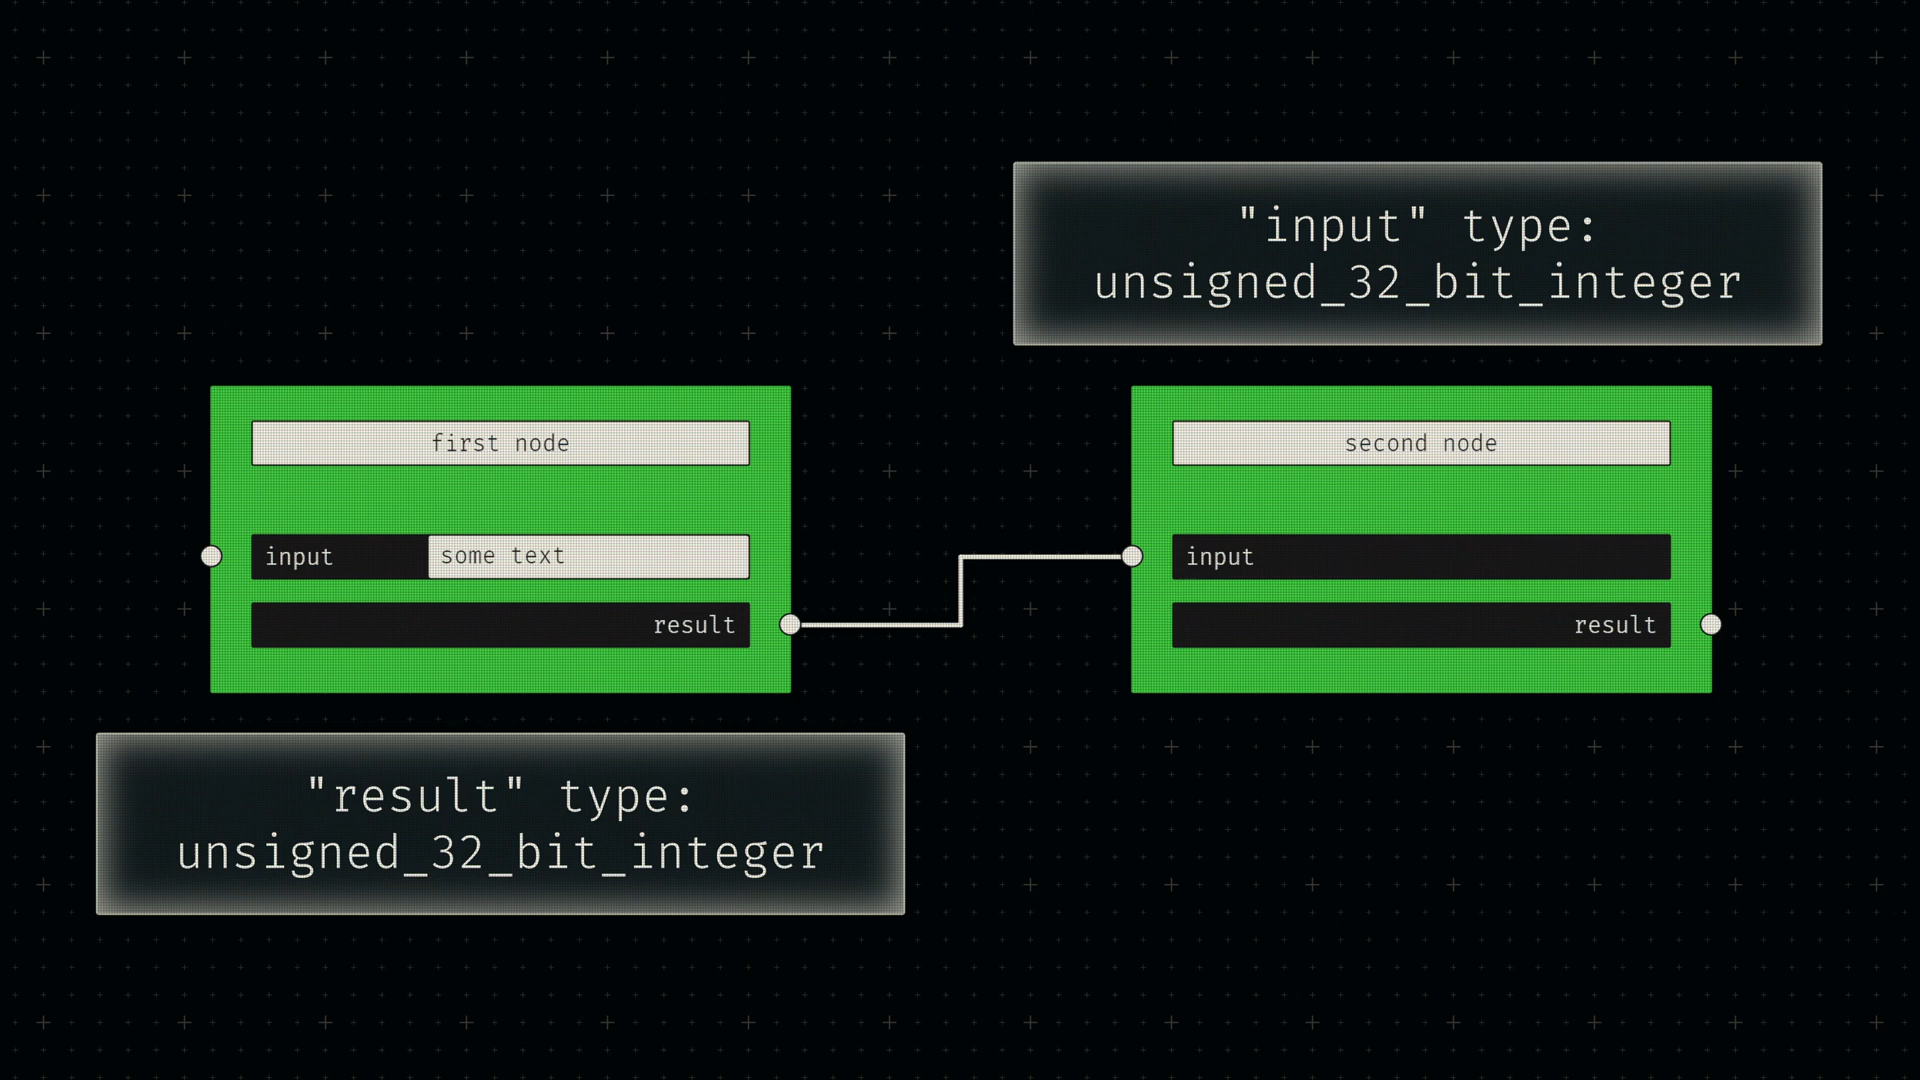 "input" type:
unsigned_32_bit_integer
first node
input some text
result
second node
input
result
"result" type:
unsigned_32_bit_integer